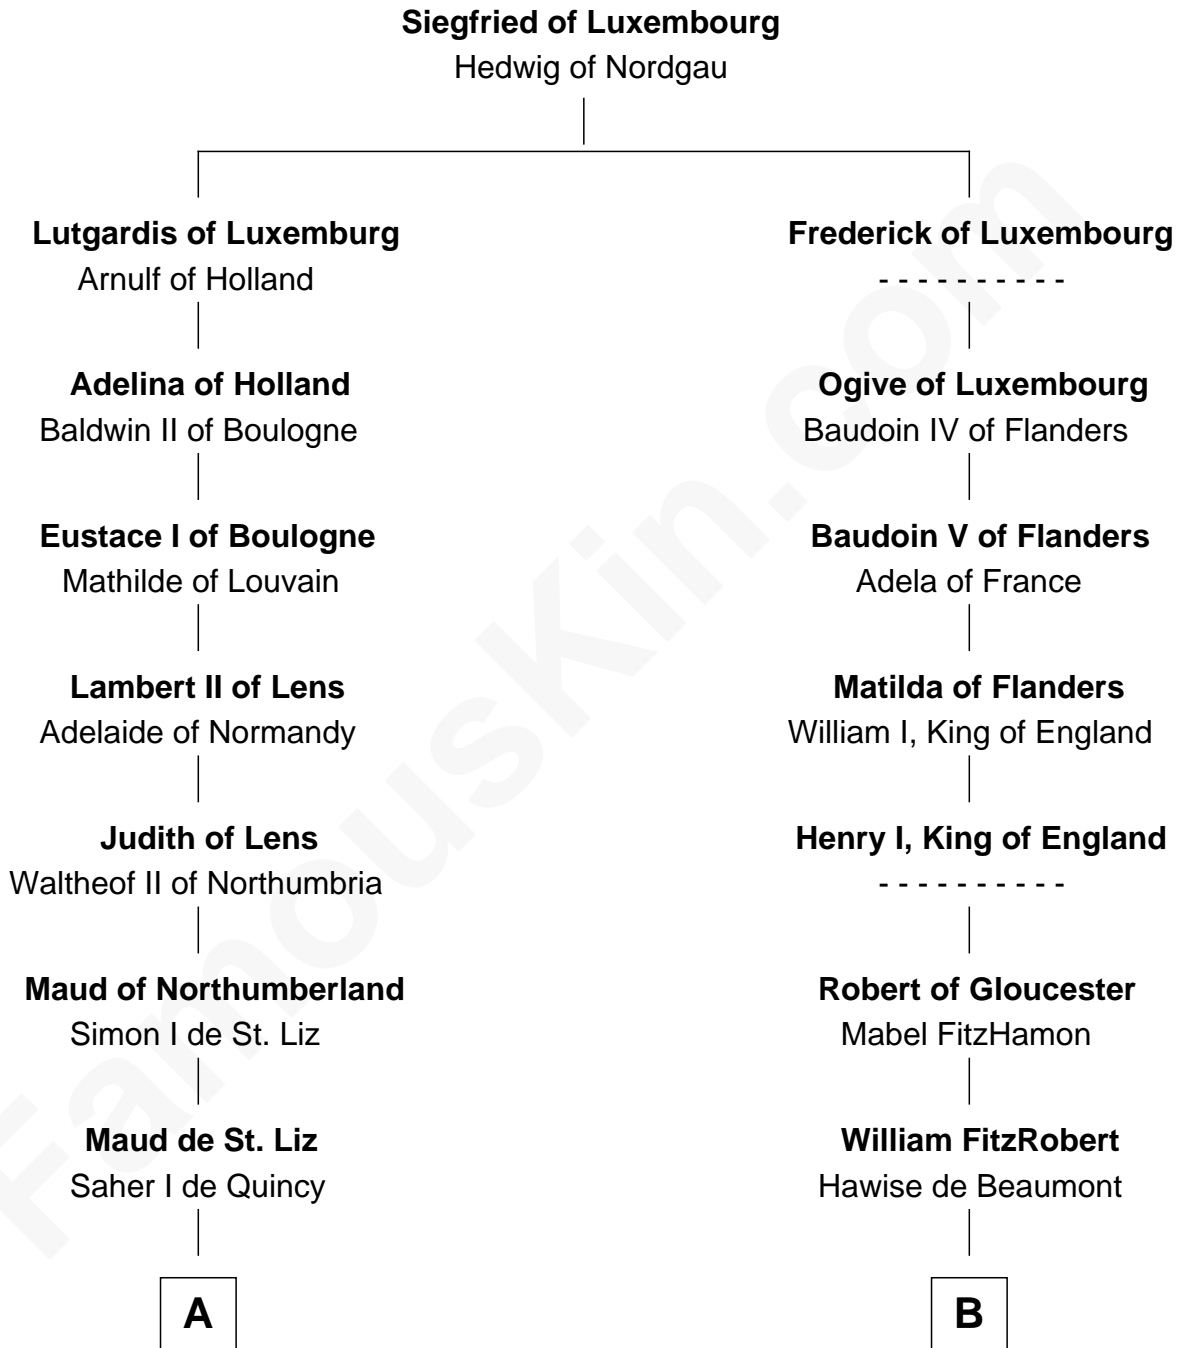 Siegfried of Luxembourg
Hedwig of Nordgau
Lutgardis of Luxemburg
Arnulf of Holland
Adelina of Holland
Baldwin II of Boulogne
Eustace I of Boulogne
Mathilde of Louvain
Lambert II of Lens
Adelaide of Normandy
Judith of Lens
Waltheof II of Northumbria
Maud of Northumberland
Simon I de St. Liz
Maud de St. Liz
Saher I de Quincy
A
Frederick of Luxembourg
- - - - - - - - - -
Ogive of Luxembourg
Baudoin IV of Flanders
Baudoin V of Flanders
Adela of France
Matilda of Flanders
William I, King of England
Henry I, King of England
- - - - - - - - - -
Robert of Gloucester
Mabel FitzHamon
William FitzRobert
Hawise de Beaumont
B
FamousKin.com